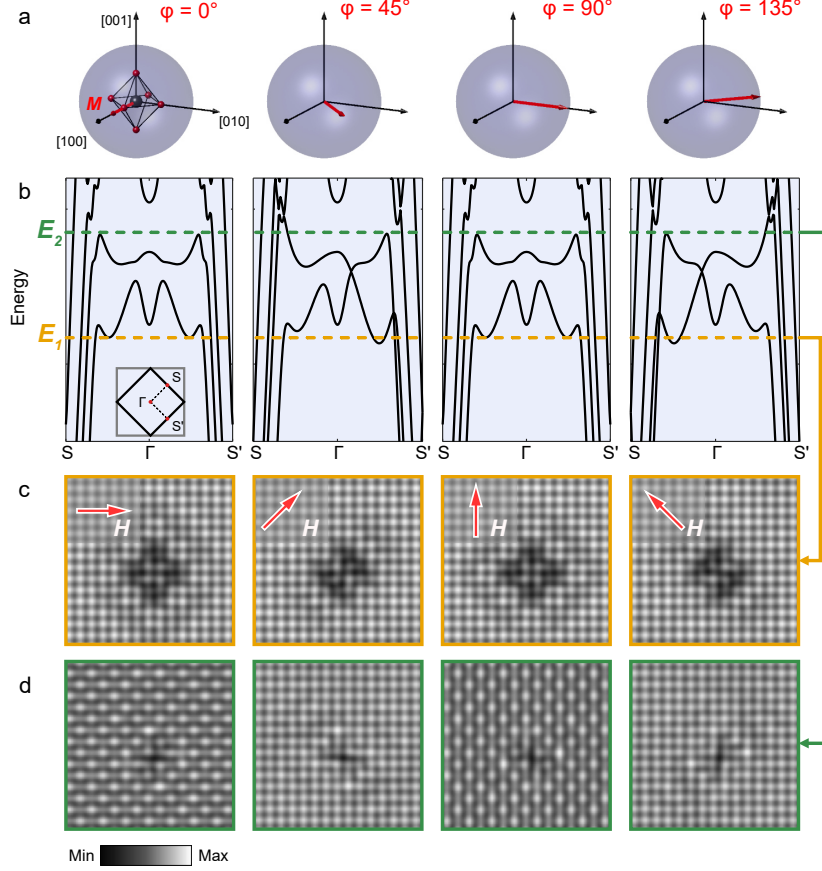 a
φ = 0°
φ = 45°
φ = 90°
φ = 135°
[001]
M
[010]
[100]
b
E2
E1
Energy
S
Γ
S'
S Γ S'
S Γ S'
S Γ S'
S Γ S'
c
H
H
H
H
d
Min Max